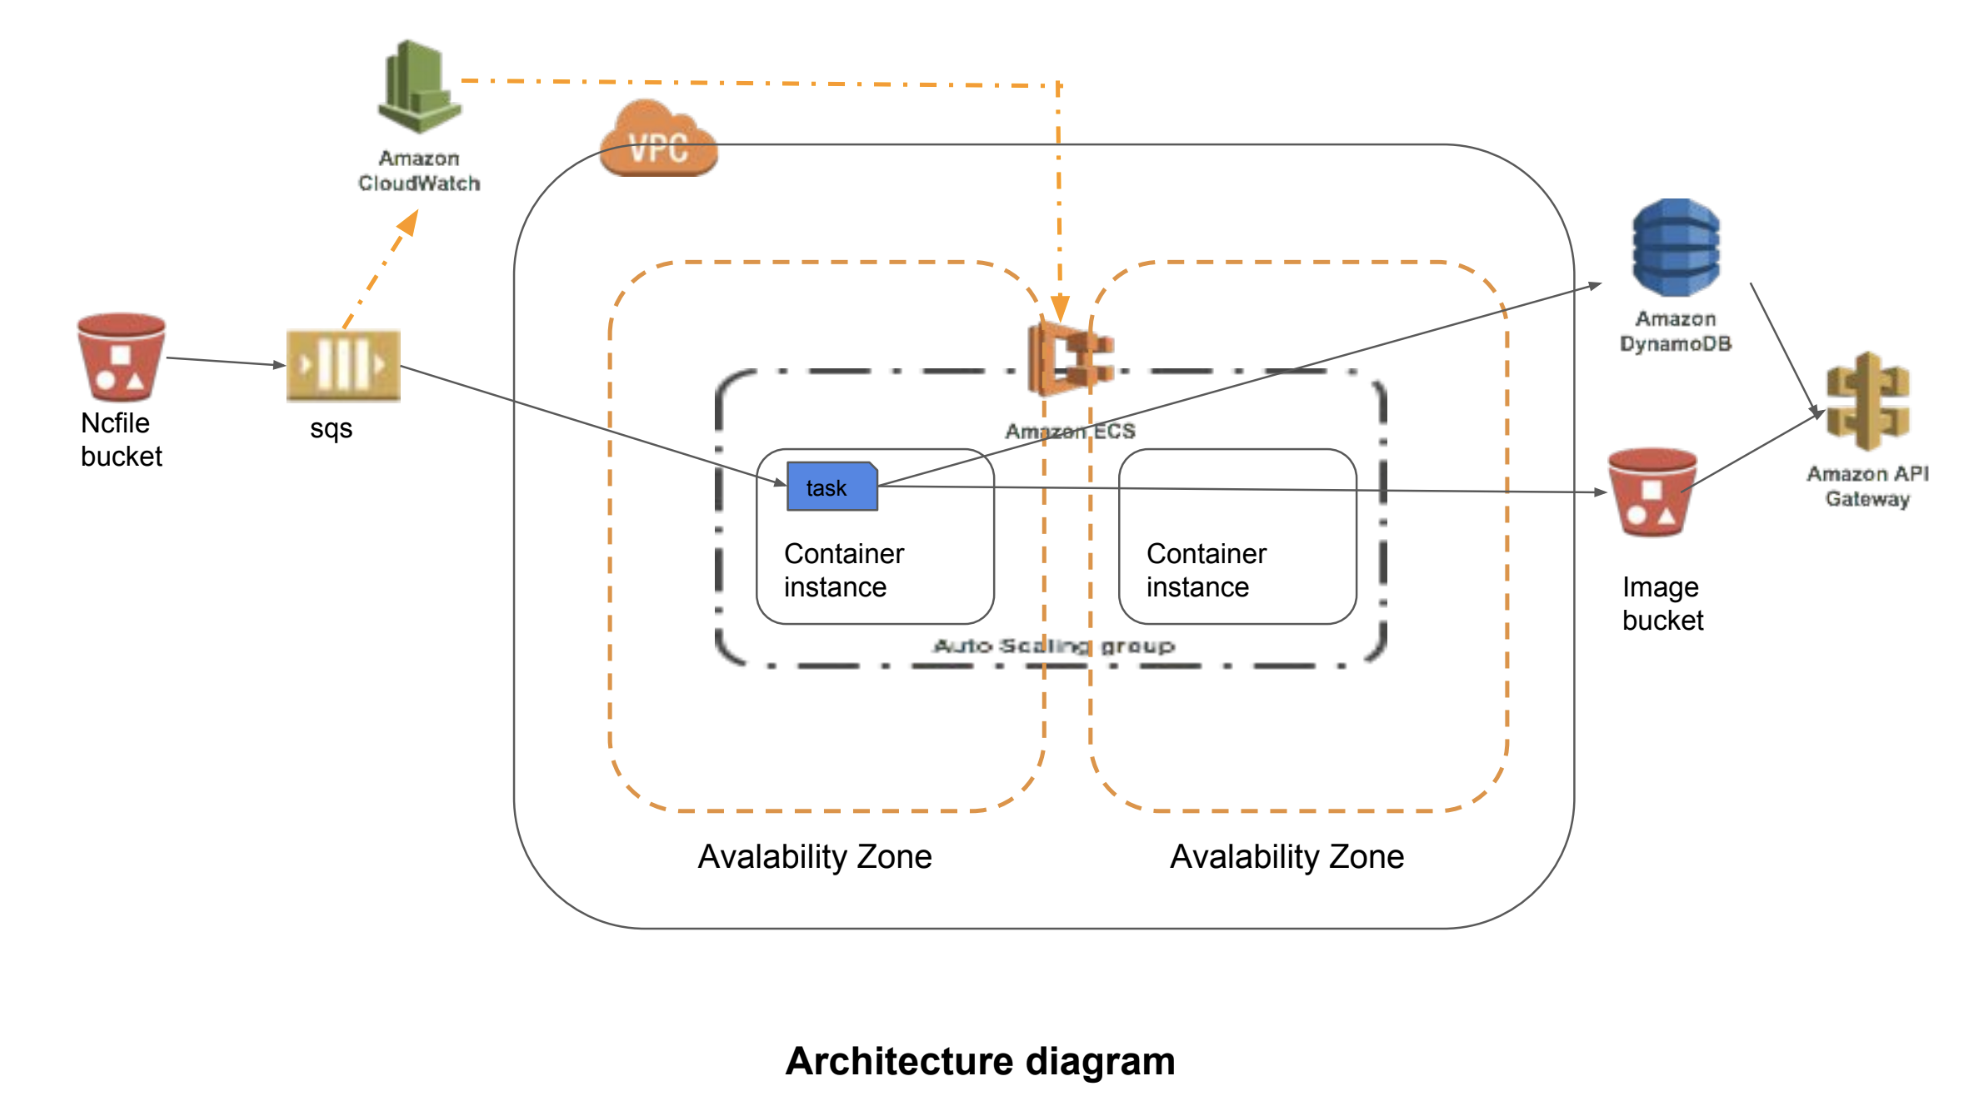 Amazon
CloudWatch
VPC
Ncfile
bucket
sqs
Amazon ECS
task
Container
instance
Container
instance
Auto Scaling group
Avalability Zone
Avalability Zone
Amazon
DynamoDB
Image
bucket
Amazon API
Gateway
Architecture diagram